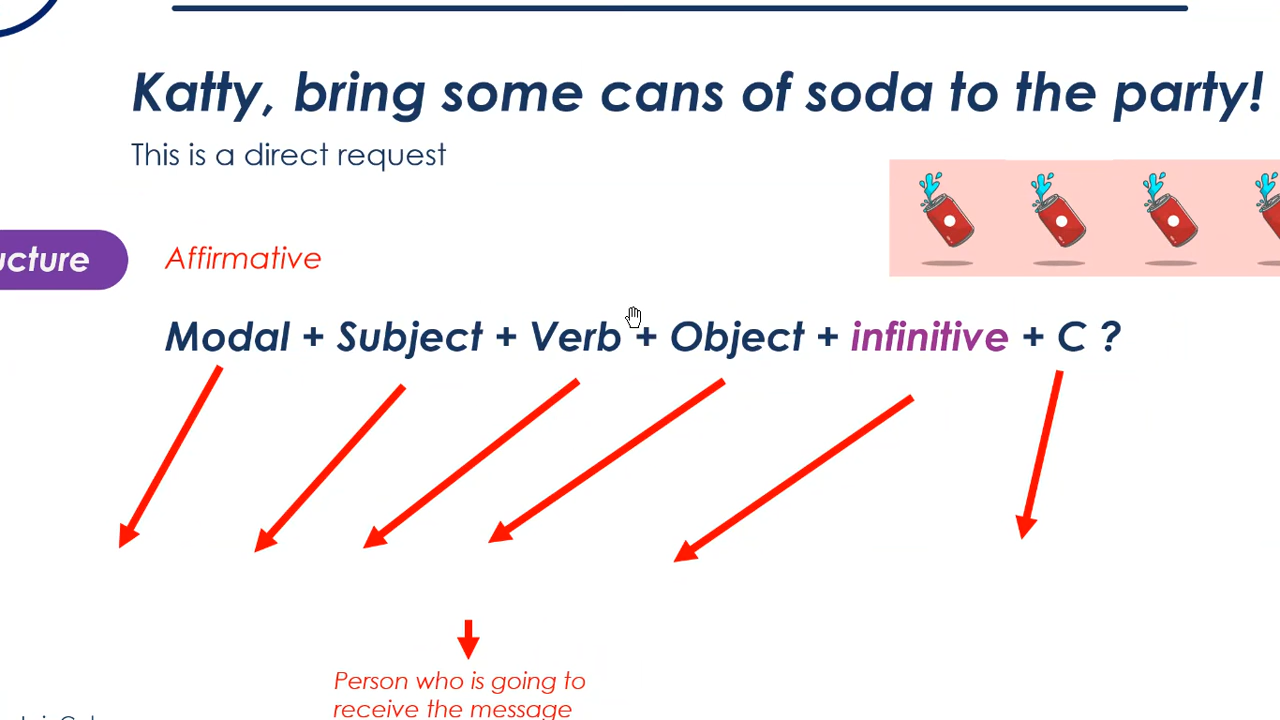 Katty, bring some cans of soda to the party!
This is a direct request
ucture
Affirmative
Modal + Subject + Verb + Object + infinitive + C ?
Person who is going to
receive the message